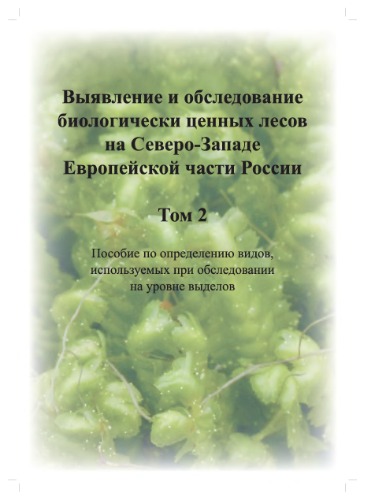 Выявление и обследование
биологически ценных лесов
на Северо-Западе
Европейской части России
Том 2
Пособие по определению видов,
используемых при обследовании
на уровне выделов